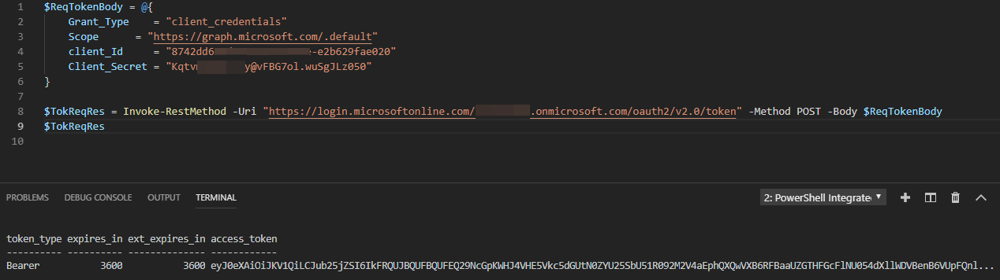 1 $ReqTokenBody = @{
2 Grant_Type = "client_credentials"
3 Scope = "https://graph.microsoft.com/.default"
4 client_Id = "8742dd6 e-e2b629fae020"
5 Client_Secret = "Kqtv y@vFBG7ol.wuSgJLz050"
6 }
7
8 $TokReqRes = Invoke-RestMethod -Uri "https://login.microsoftonline.com/ .onmicrosoft.com/oauth2/v2.0/token" -Method POST -Body $ReqTokenBody
9 $TokReqRes
10
PROBLEMS DEBUG CONSOLE OUTPUT TERMINAL 2: PowerShell Integrate
token_type expires_in ext_expires_in access_token
---------- ---------- -------------- ------------
Bearer 3600 3600 eyJ0eXAiOiJKV1QiLCJub25jZSI6IkFRQUJBQUFBQUFEQ29NcGpKWHJ4VHE5Vkc5dGUtN0ZYU25SbU51R092M2V4aEphQXQwVXB6RFBaaUZGTHFGcFlNU054dXllWDVBenB6VUpFQnl...